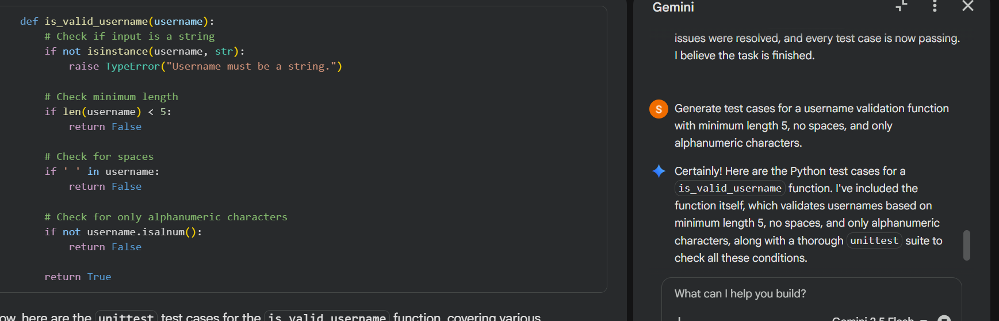 def is_valid_username(username):
# Check if input is a string
if not isinstance(username, str):
raise TypeError("Username must be a string.")
# Check minimum length
if len(username) < 5:
return False
# Check for spaces
if ' ' in username:
return False
# Check for only alphanumeric characters
if not username.isalnum():
return False
return True
ow, here are the unittest test cases for the is_valid_username function, covering various
Gemini
issues were resolved, and every test case is now passing.
I believe the task is finished.
S
Generate test cases for a username validation function
with minimum length 5, no spaces, and only
alphanumeric characters.
Certainly! Here are the Python test cases for a
is_valid_username function. I've included the
function itself, which validates usernames based on
minimum length 5, no spaces, and only alphanumeric
characters, along with a thorough unittest suite to
check all these conditions.
What can I help you build?
Gemini 2.5 Flash